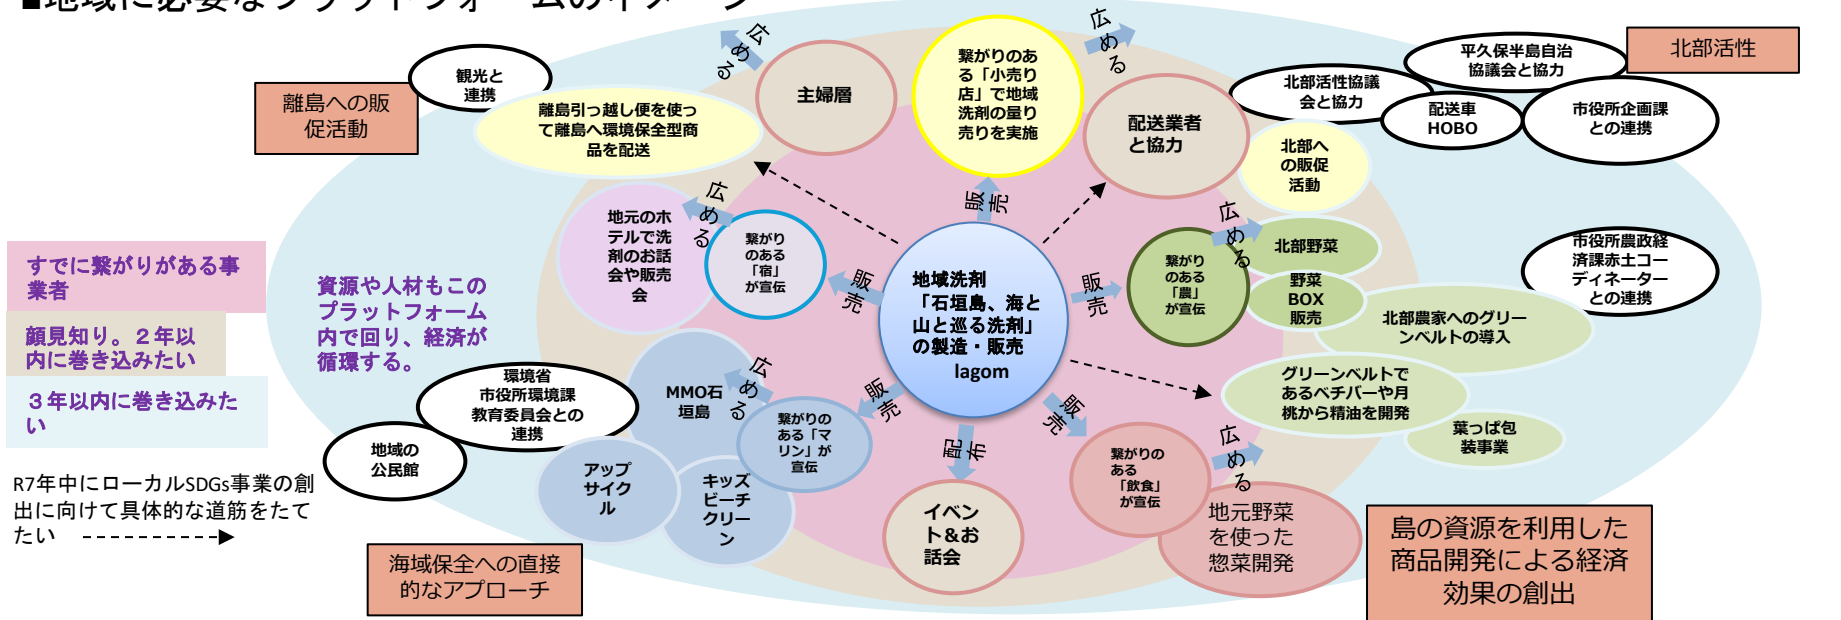 ■地域に必要なプラットフォームのイメージ
離島への販
促活動
観光と
連携
離島引っ越し便を使っ
て離島へ環境保全型商
品を配送
広める
主婦層
繋がりのあ
る「小売り
店」で地域
洗剤の量り
売りを実施
広める
配送業者
と協力
北部活性協議
会と協力
平久保半島自治
協議会と協力
配送車
HOBO
市役所企画課
との連携
北部活性
北部へ
の販促
活動
すでに繋がりがある事
業者
顔見知り。２年以
内に巻き込みたい
３年以内に巻き込みた
い
資源や人材もこの
プラットフォーム
内で回り、経済が
循環する。
地元のホ
テルで洗
剤のお話
会や販売
会
広める
繋がり
のある
「宿」
が宣伝
販売
販売
地域洗剤
「石垣島、海と
山と巡る洗剤」
の製造・販売
lagom
販売
繋がり
のある
「農」
が宣伝
広める
北部野菜
野菜
BOX
販売
市役所農政経
済課赤土コー
ディネーター
との連携
北部農家へのグリー
ンベルトの導入
グリーンベルトで
あるベチバーや月
桃から精油を開発
葉っぱ包
装事業
環境省
市役所環境課
教育委員会との
連携
地域の
公民館
MMO石
垣島
広める
繋がりの
ある「マ
リン」が
宣伝
販売
アップ
サイク
ル
キッズ
ビーチ
クリー
ン
配布
イベン
ト&お
話会
販売
繋がりの
ある
「飲食」
が宣伝
広める
地元野菜
を使った
惣菜開発
R7年中にローカルSDGs事業の創
出に向けて具体的な道筋をたて
たい
海域保全への直接
的なアプローチ
島の資源を利用した
商品開発による経済
効果の創出